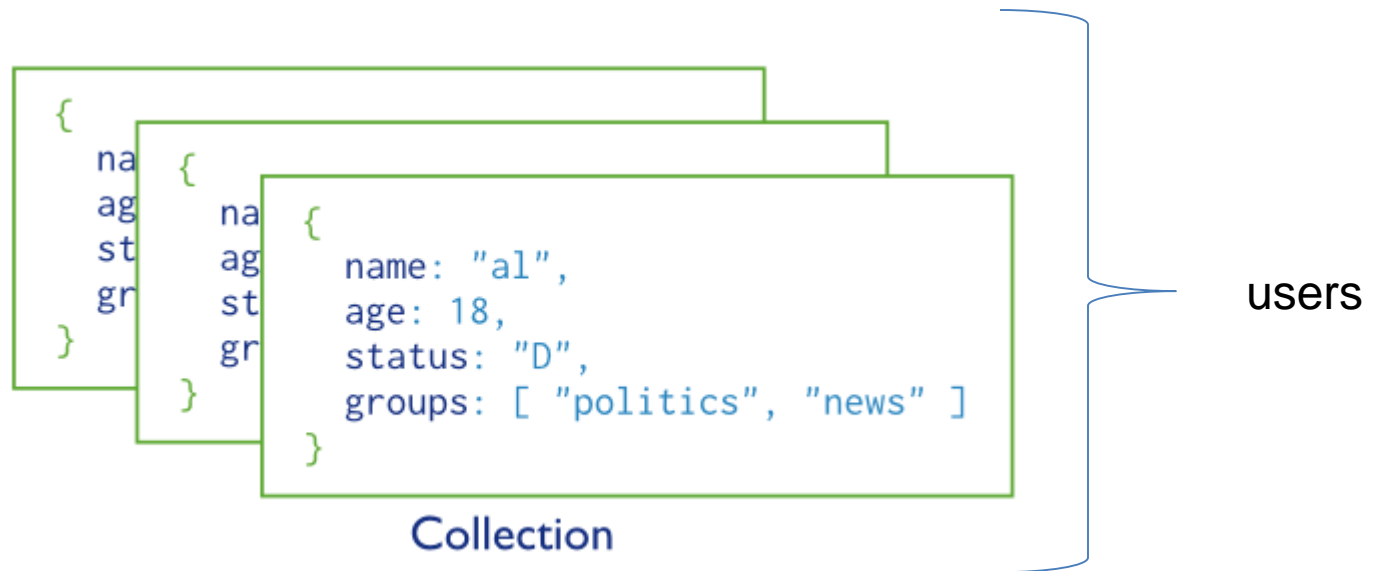 {
na
ag
st
gr
}
{
na
ag
st
gr
}
{
name: "al",
age: 18,
status: "D",
groups: [ "politics", "news" ]
}
Collection
users